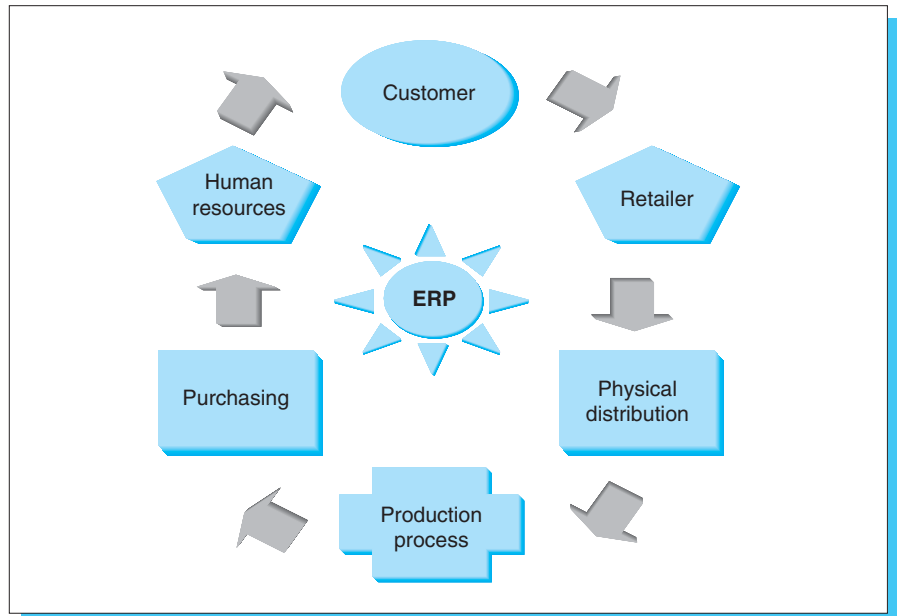 Customer
Retailer
Physical
distribution
Production
process
Purchasing
Human
resources
ERP